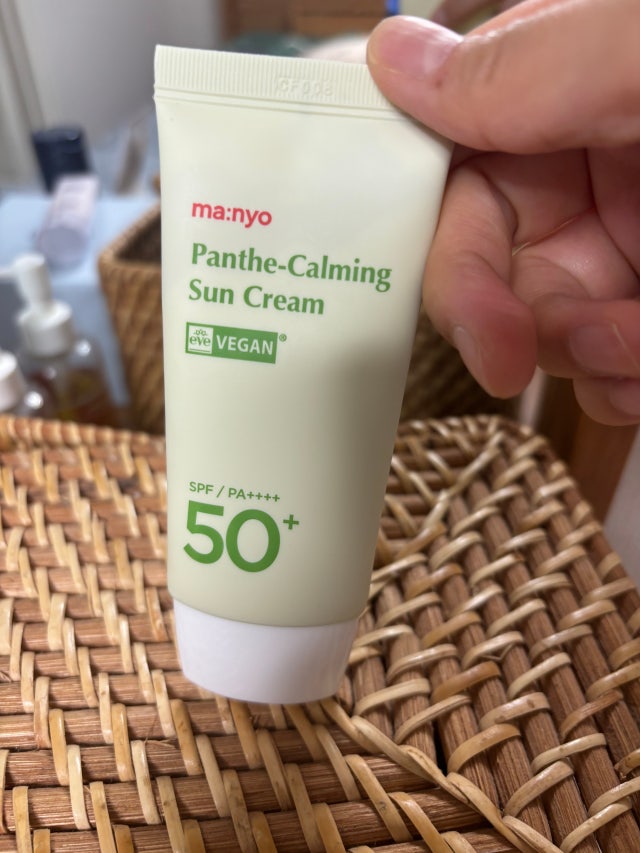 ma:nyo
Panthe-Calming
Sun Cream
eve VEGAN®
SPF / PA++++
50+